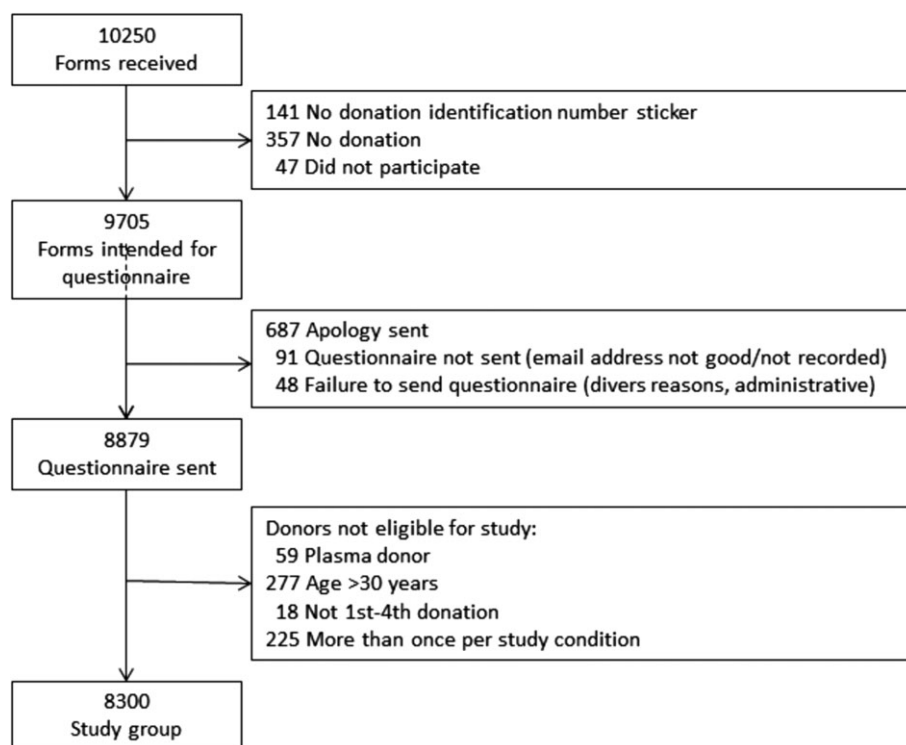 10250
Forms received
141 No donation identification number sticker
357 No donation
47 Did not participate
9705
Forms intended for
questionnaire
687 Apology sent
91 Questionnaire not sent (email address not good/not recorded)
48 Failure to send questionnaire (divers reasons, administrative)
8879
Questionnaire sent
Donors not eligible for study:
59 Plasma donor
277 Age >30 years
18 Not 1st-4th donation
225 More than once per study condition
8300
Study group